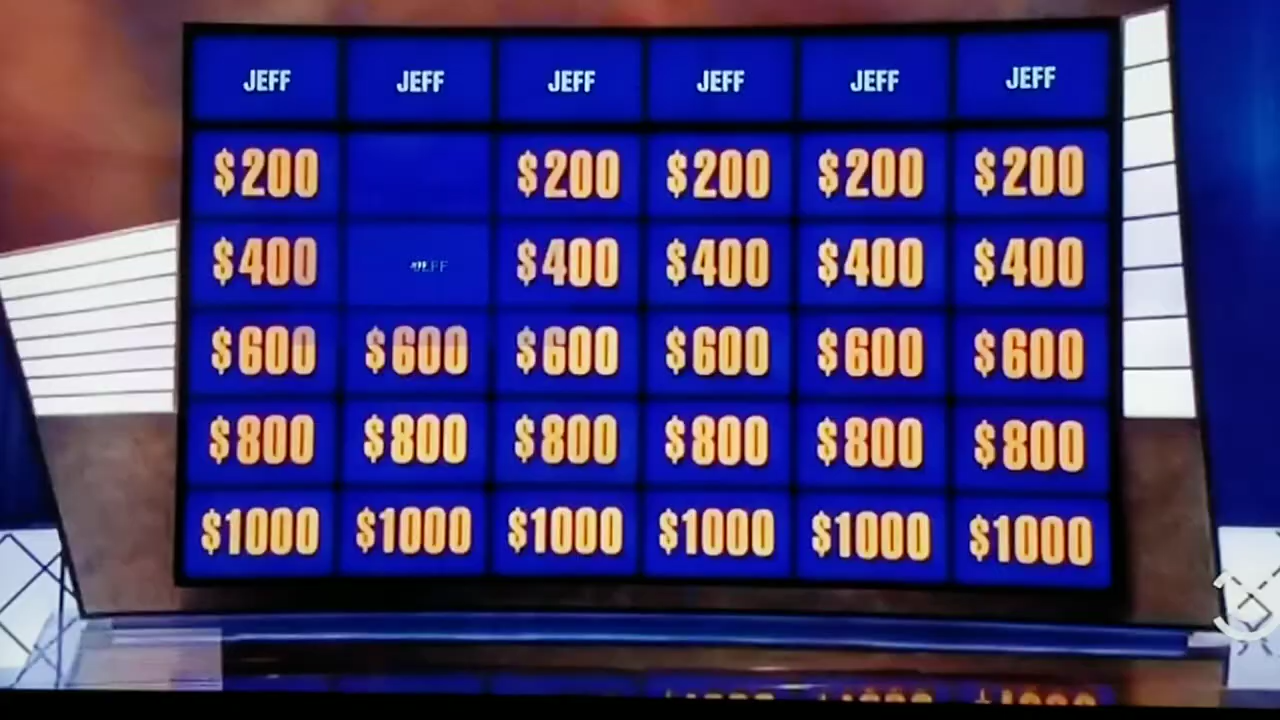 JEFF JEFF JEFF JEFF JEFF JEFF
$200 $200 $200 $200 $200
$400 JEFF $400 $400 $400 $400
$600 $600 $600 $600 $600 $600
$800 $800 $800 $800 $800 $800
$1000 $1000 $1000 $1000 $1000 $1000